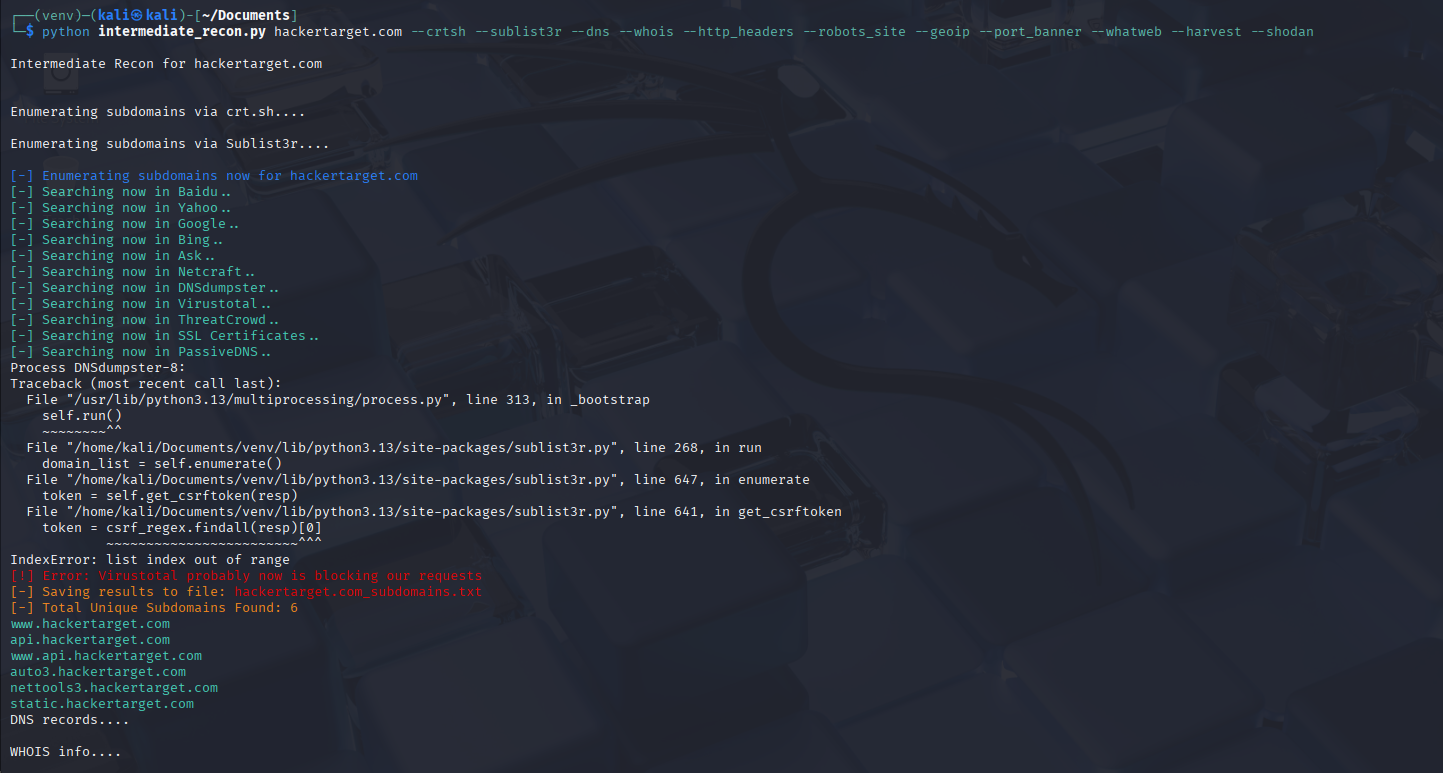 ┌──(venv)─(kali㉿kali)-[~/Documents]
└─$ python intermediate_recon.py hackertarget.com --crtsh --sublist3r --dns --whois --http_headers --robots_site --geoip --port_banner --whatweb --harvest --shodan
Intermediate Recon for hackertarget.com
Enumerating subdomains via crt.sh....
Enumerating subdomains via Sublist3r....
[-] Enumerating subdomains now for hackertarget.com
[-] Searching now in Baidu..
[-] Searching now in Yahoo..
[-] Searching now in Google..
[-] Searching now in Bing..
[-] Searching now in Ask..
[-] Searching now in Netcraft..
[-] Searching now in DNSdumpster..
[-] Searching now in Virustotal..
[-] Searching now in ThreatCrowd..
[-] Searching now in SSL Certificates..
[-] Searching now in PassiveDNS..
Process DNSdumpster-8:
Traceback (most recent call last):
  File "/usr/lib/python3.13/multiprocessing/process.py", line 313, in _bootstrap
    self.run()
    ~~~~~~~~^^
  File "/home/kali/Documents/venv/lib/python3.13/site-packages/sublist3r.py", line 268, in run
    domain_list = self.enumerate()
  File "/home/kali/Documents/venv/lib/python3.13/site-packages/sublist3r.py", line 647, in enumerate
    token = self.get_csrftoken(resp)
  File "/home/kali/Documents/venv/lib/python3.13/site-packages/sublist3r.py", line 641, in get_csrftoken
    token = csrf_regex.findall(resp)[0]
            ~~~~~~~~~~~~~~~~~~~~~~~~^^^
IndexError: list index out of range
[!] Error: Virustotal probably now is blocking our requests
[-] Saving results to file: hackertarget.com_subdomains.txt
[-] Total Unique Subdomains Found: 6
www.hackertarget.com
api.hackertarget.com
www.api.hackertarget.com
auto3.hackertarget.com
nettools3.hackertarget.com
static.hackertarget.com
DNS records....
WHOIS info....